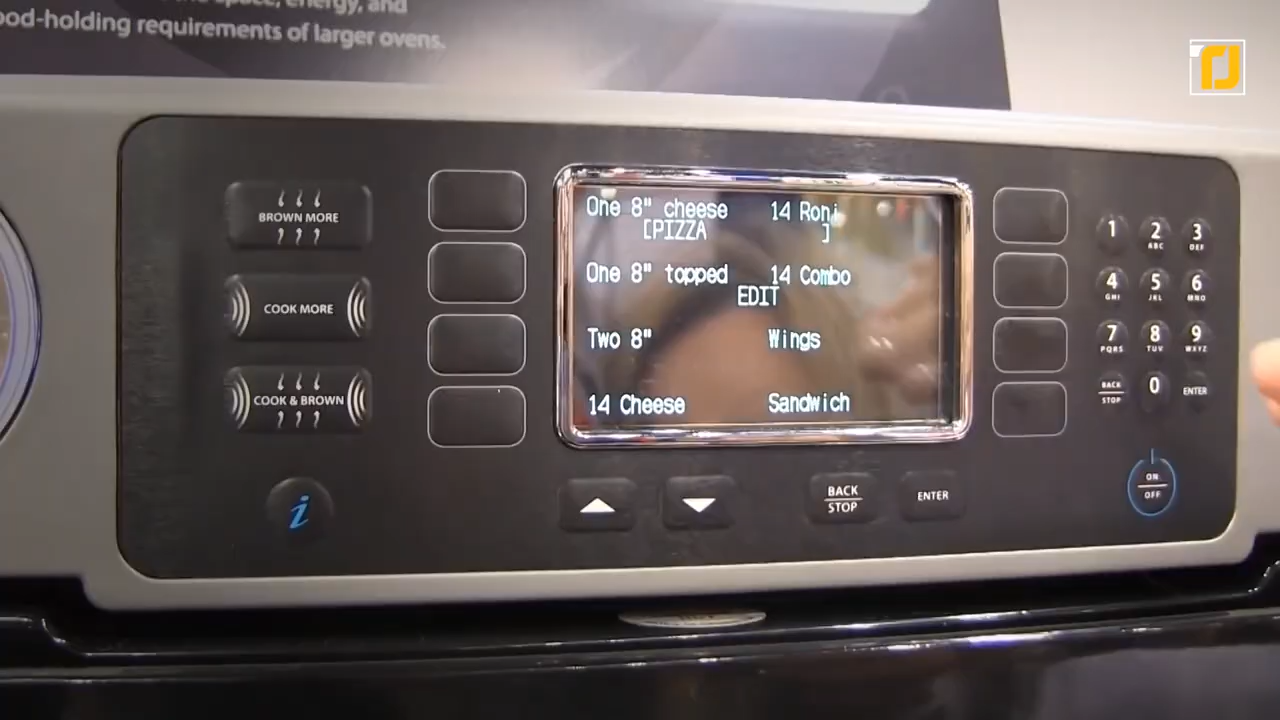 the space, energy, and
ood-holding requirements of larger ovens.
BROWN MORE
COOK MORE
COOK & BROWN
i
One 8" cheese 14 Roni
[PIZZA ]
One 8" topped 14 Combo
EDIT
Two 8" Wings
14 Cheese Sandwich
BACK
STOP
ENTER
1 2 3
ABC DEF
4 5 6
GHI JKL MNO
7 8 9
PQRS TUV WXYZ
BACK
STOP
0
ENTER
ON
OFF